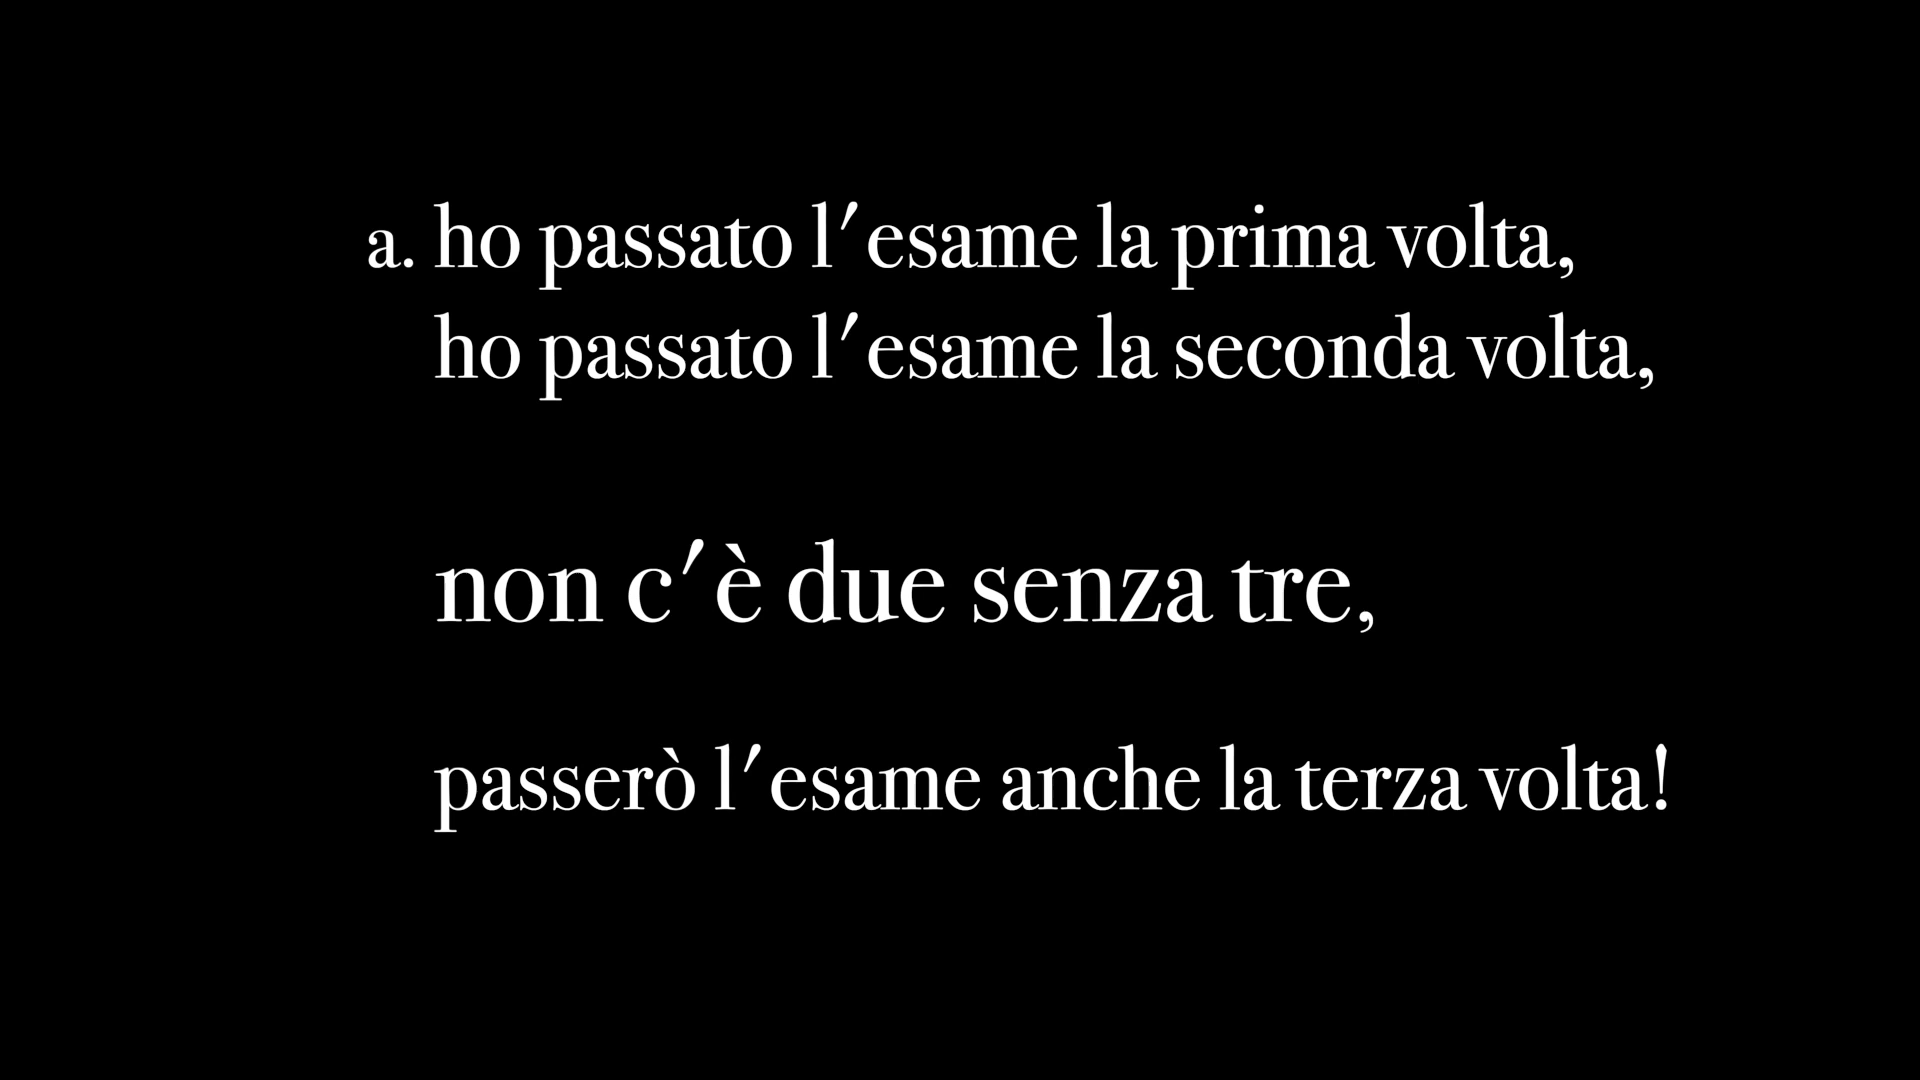 a. ho passato l'esame la prima volta,
ho passato l'esame la seconda volta,
non c'è due senza tre,
passerò l'esame anche la terza volta!